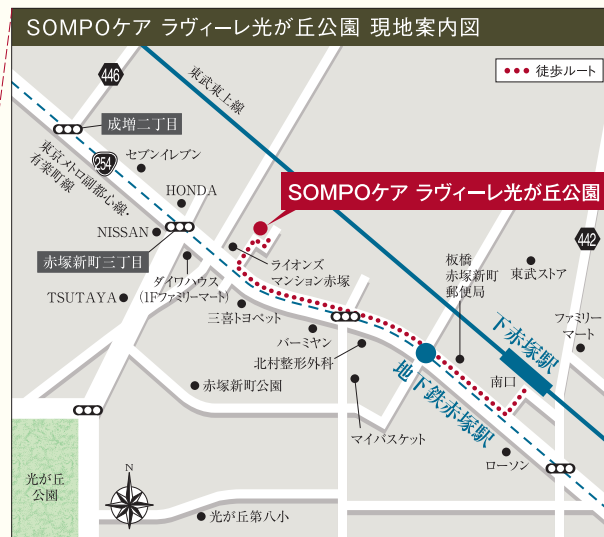 SOMPOケア ラヴィーレ光が丘公園 現地案内図
徒歩ルート
446
東武東上線
成増二丁目
254
セブンイレブン
東京メトロ副都心線・
有楽町線
HONDA
SOMPOケア ラヴィーレ光が丘公園
NISSAN
442
赤塚新町三丁目
ライオンズ
マンション赤塚
板橋
赤塚新町
郵便局
東武ストア
ダイワハウス
(1Fファミリーマート)
TSUTAYA
三喜トヨペット
ファミリー
マート
下赤塚駅
バーミヤン
北村整形外科
地下鉄赤塚駅
南口
赤塚新町公園
マイバスケット
ローソン
光が丘
公園
N
光が丘第八小